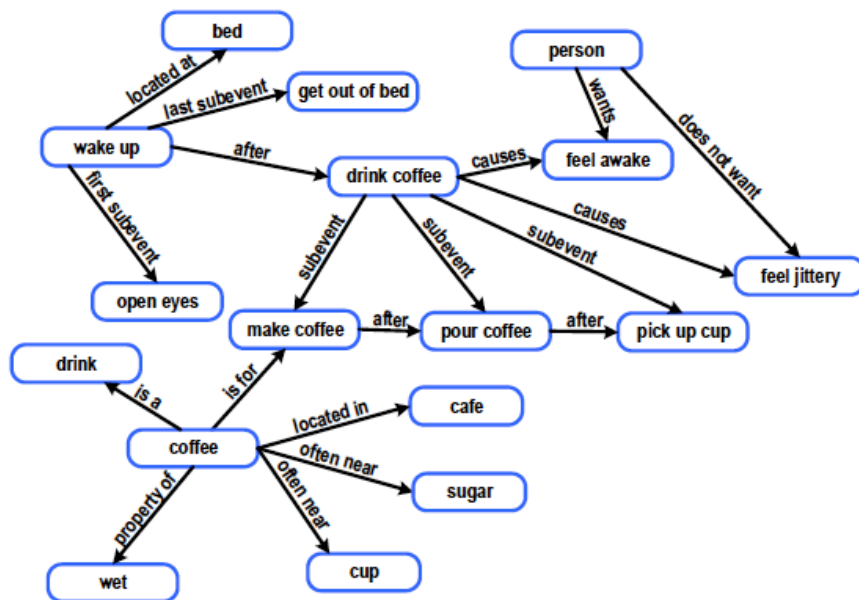 bed
person
located at
last subevent
get out of bed
wants
does not want
wake up
after
drink coffee
causes
feel awake
first subevent
causes
subevent
subevent
subevent
feel jittery
open eyes
make coffee
after
pour coffee
after
pick up cup
drink
is a
is for
located in
cafe
coffee
often near
sugar
property of
often near
wet
cup